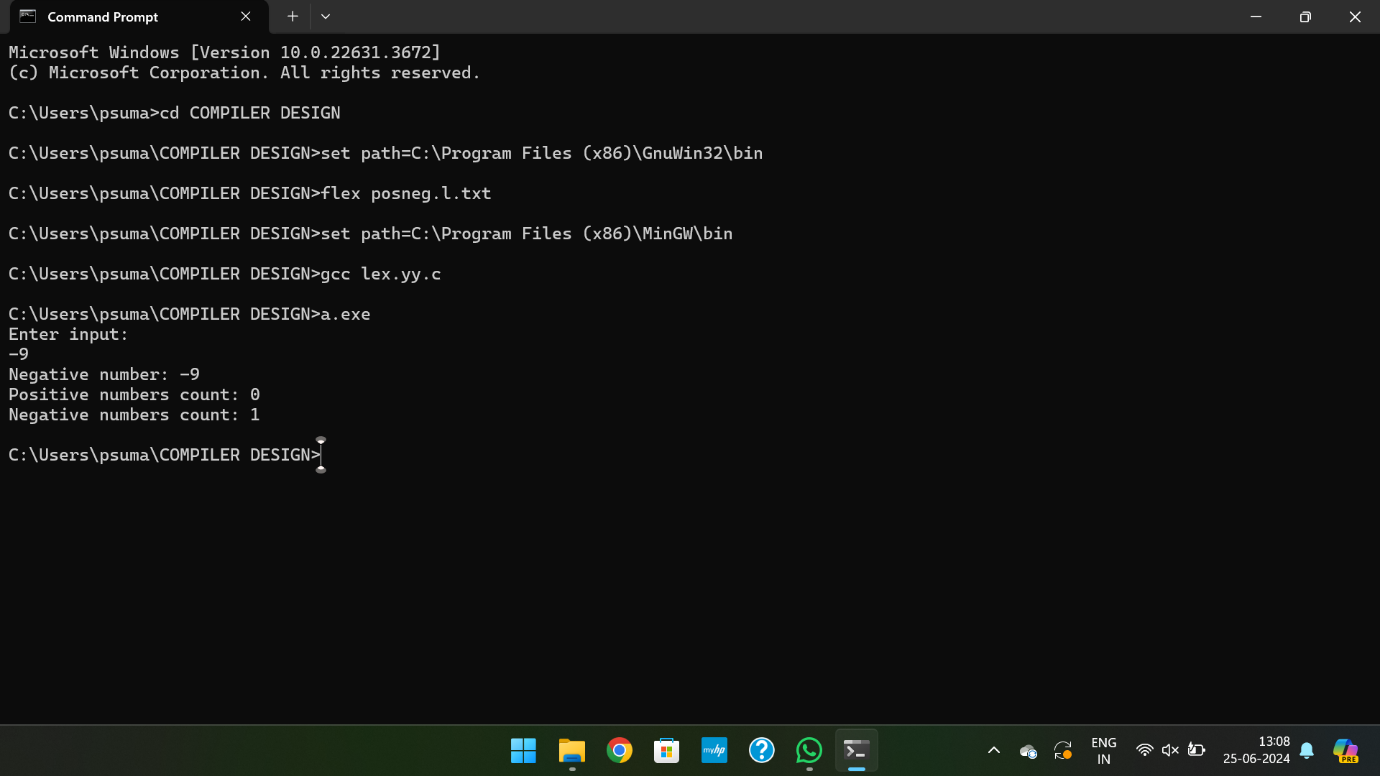 Command Prompt
Microsoft Windows [Version 10.0.22631.3672]
(c) Microsoft Corporation. All rights reserved.
C:\Users\psuma>cd COMPILER DESIGN
C:\Users\psuma\COMPILER DESIGN>set path=C:\Program Files (x86)\GnuWin32\bin
C:\Users\psuma\COMPILER DESIGN>flex posneg.l.txt
C:\Users\psuma\COMPILER DESIGN>set path=C:\Program Files (x86)\MinGW\bin
C:\Users\psuma\COMPILER DESIGN>gcc lex.yy.c
C:\Users\psuma\COMPILER DESIGN>a.exe
Enter input:
-9
Negative number: -9
Positive numbers count: 0
Negative numbers count: 1
C:\Users\psuma\COMPILER DESIGN>
myhp
ENG
IN
13:08
25-06-2024
PRE